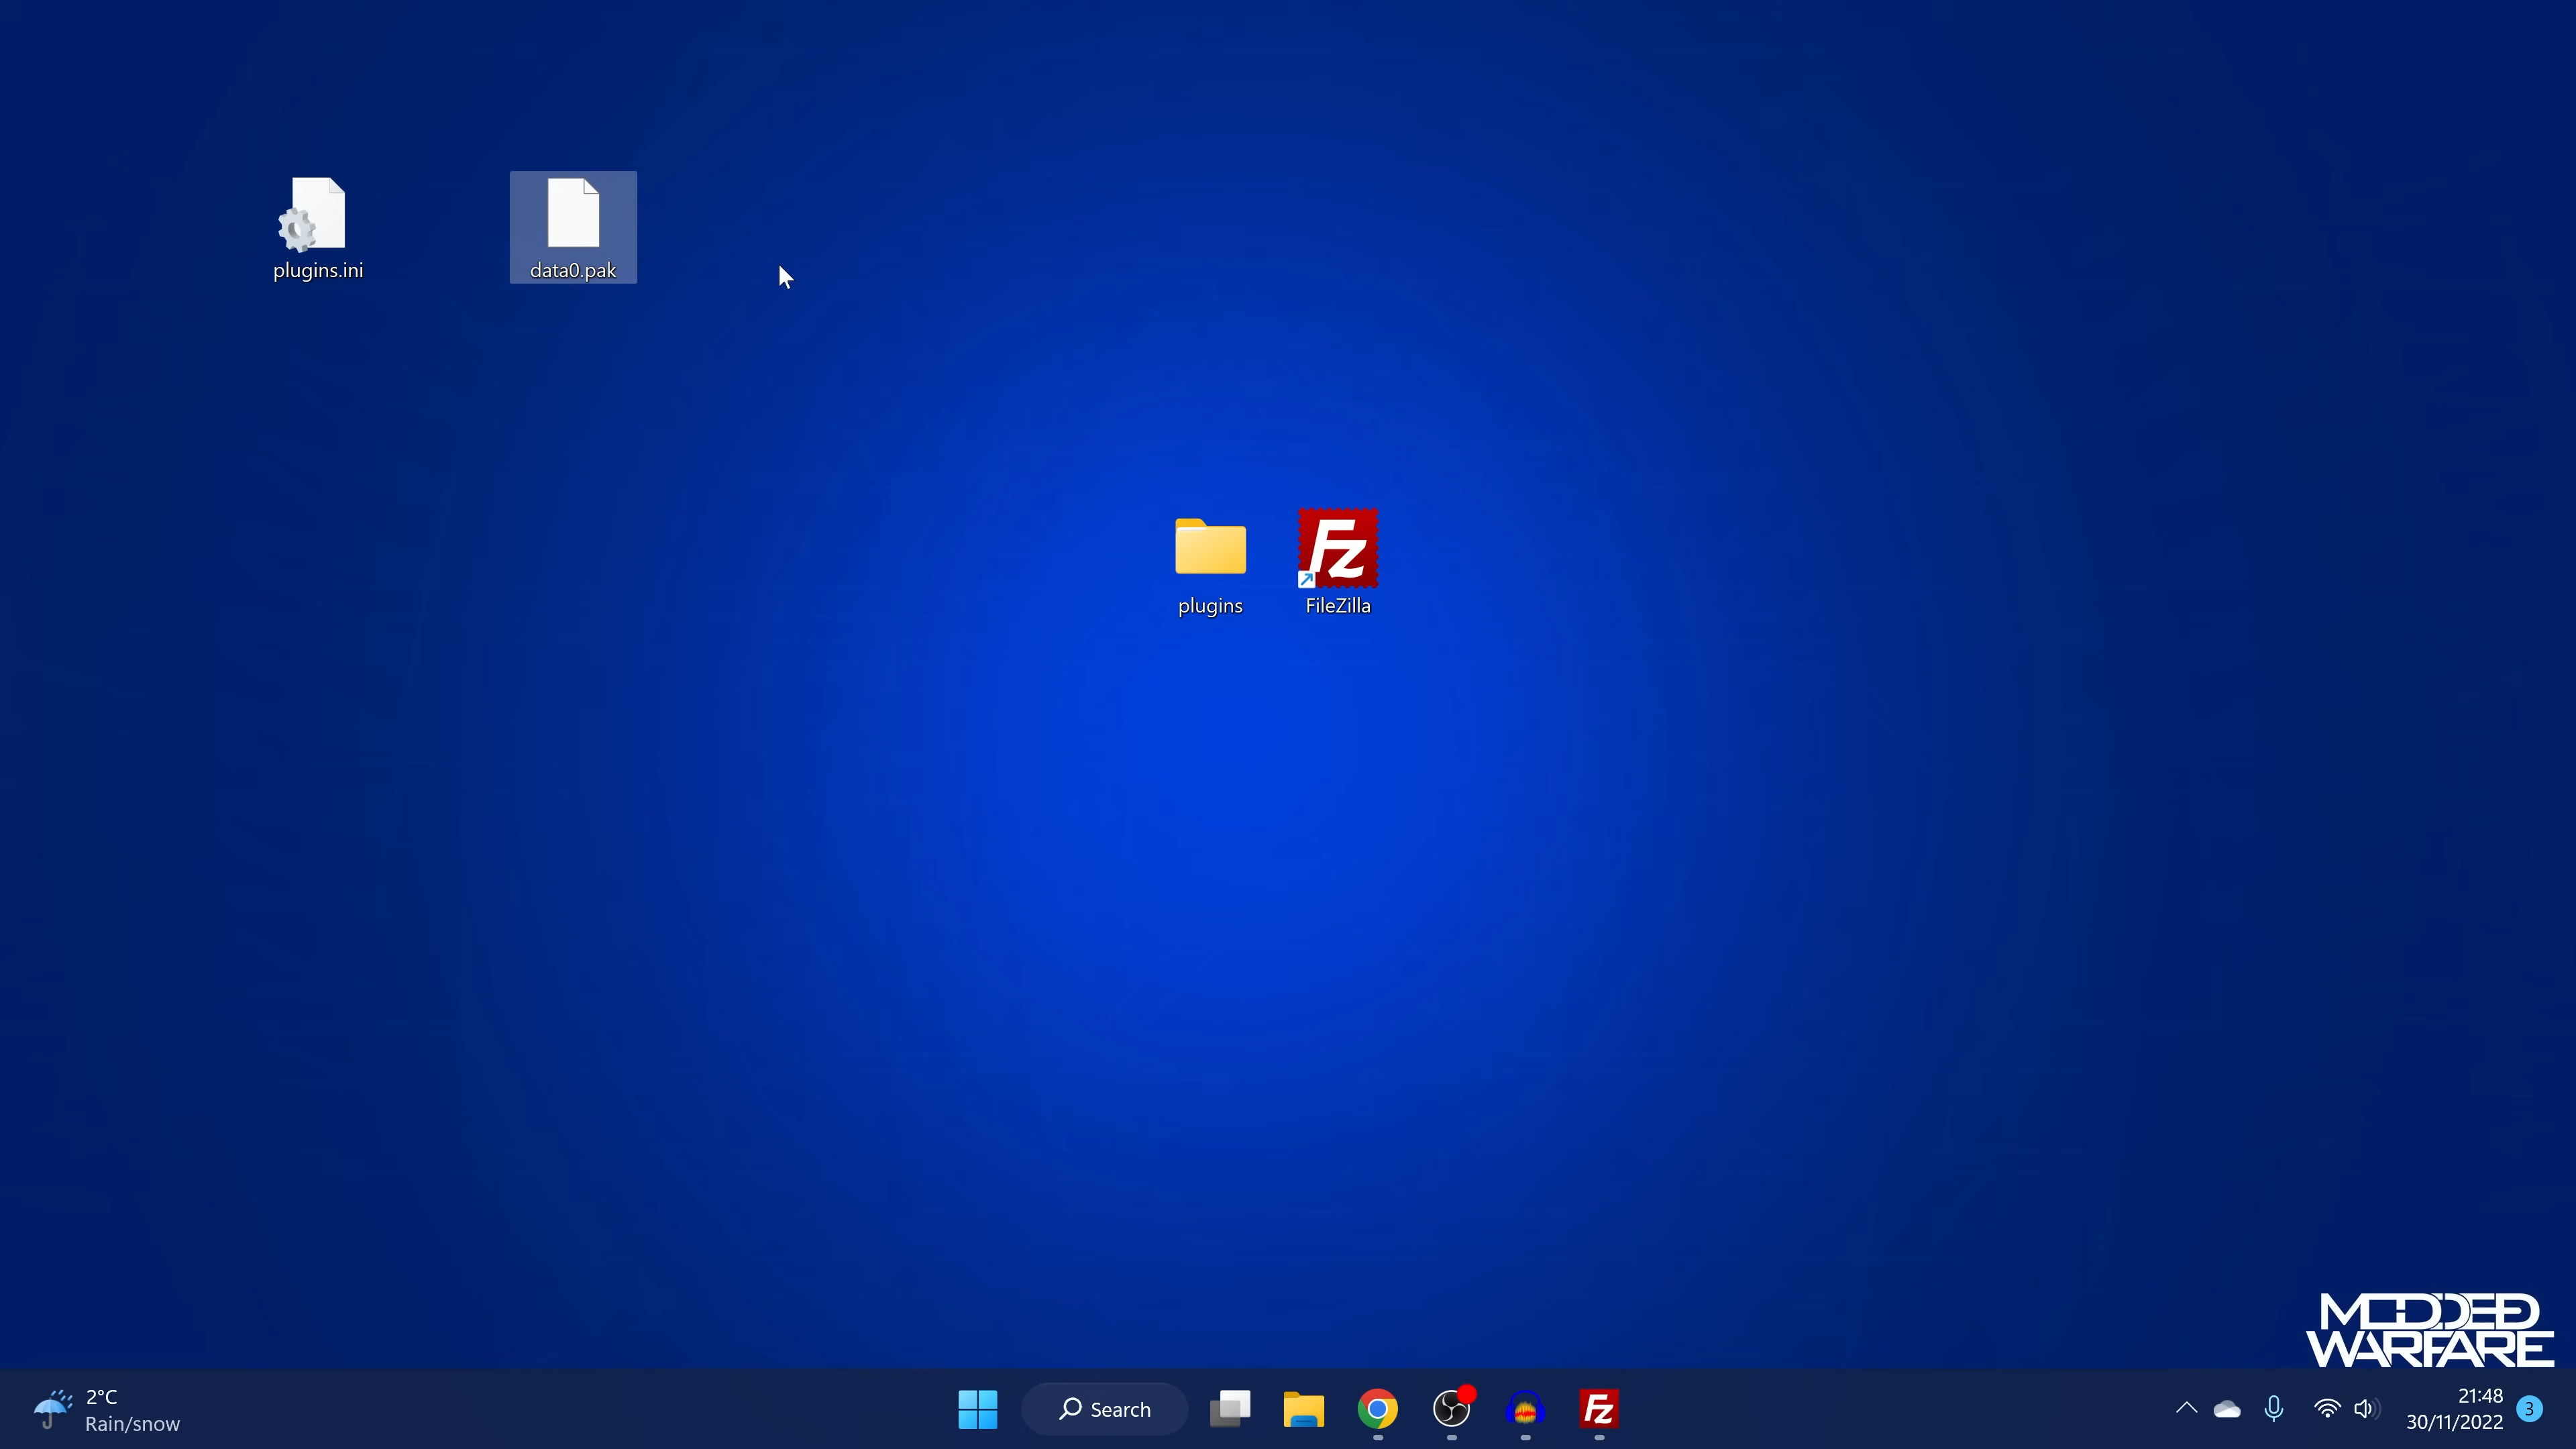 plugins.ini
data0.pak
plugins
FileZilla
MODDED
WARFARE
2°C
Rain/snow
Search
21:48
30/11/2022
3